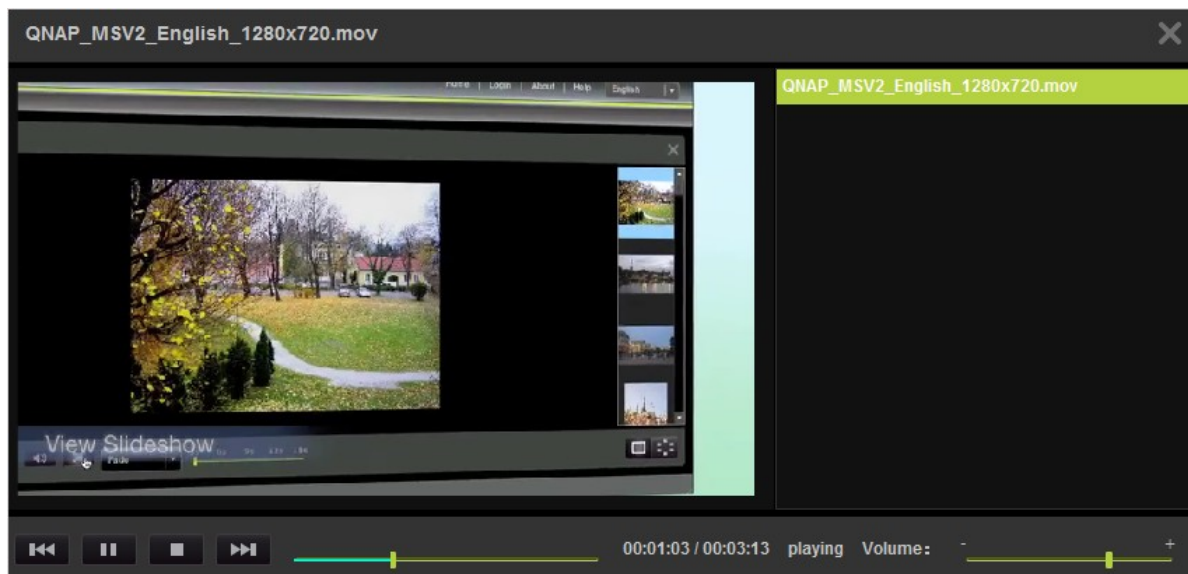 QNAP_MSV2_English_1280x720.mov
QNAP_MSV2_English_1280x720.mov
Home | Login | About | Help English
View Slideshow
Fade
00:01:03 / 00:03:13 playing Volume: - +